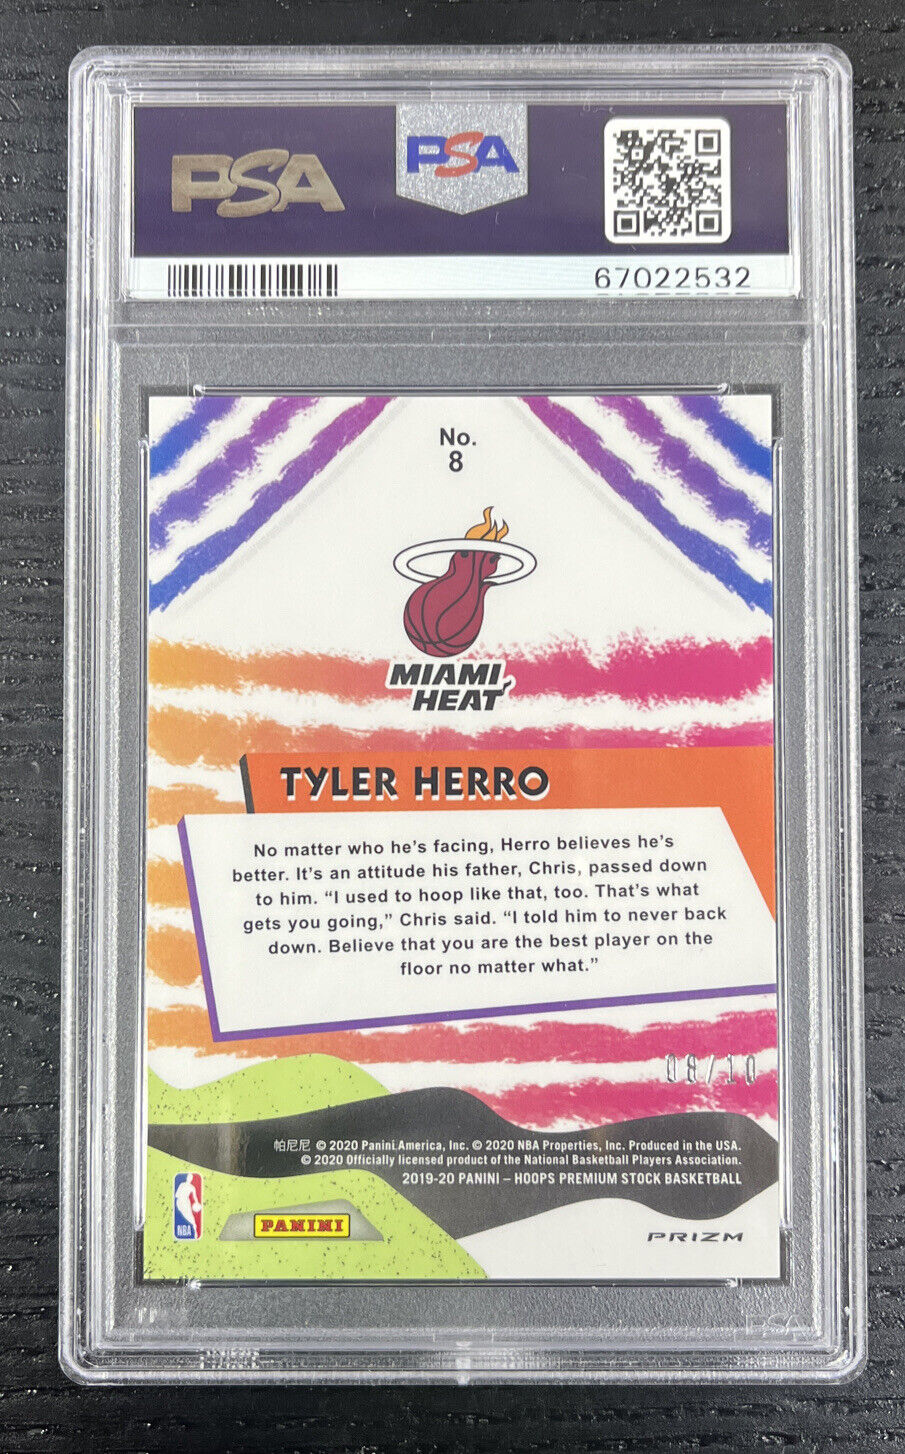 PSA
PSA
67022532
No.
8
MIAMI
HEAT
TYLER HERRO
No matter who he's facing, Herro believes he's
better. It's an attitude his father, Chris, passed down
to him. “I used to hoop like that, too. That's what
gets you going,” Chris said. “I told him to never back
down. Believe that you are the best player on the
floor no matter what.”
08/10
帕尼尼 © 2020 Panini America, Inc. © 2020 NBA Properties, Inc. Produced in the USA.
© 2020 Officially licensed product of the National Basketball Players Association.
2019-20 PANINI – HOOPS PREMIUM STOCK BASKETBALL
NBA
PANINI
PRIZM
PSA